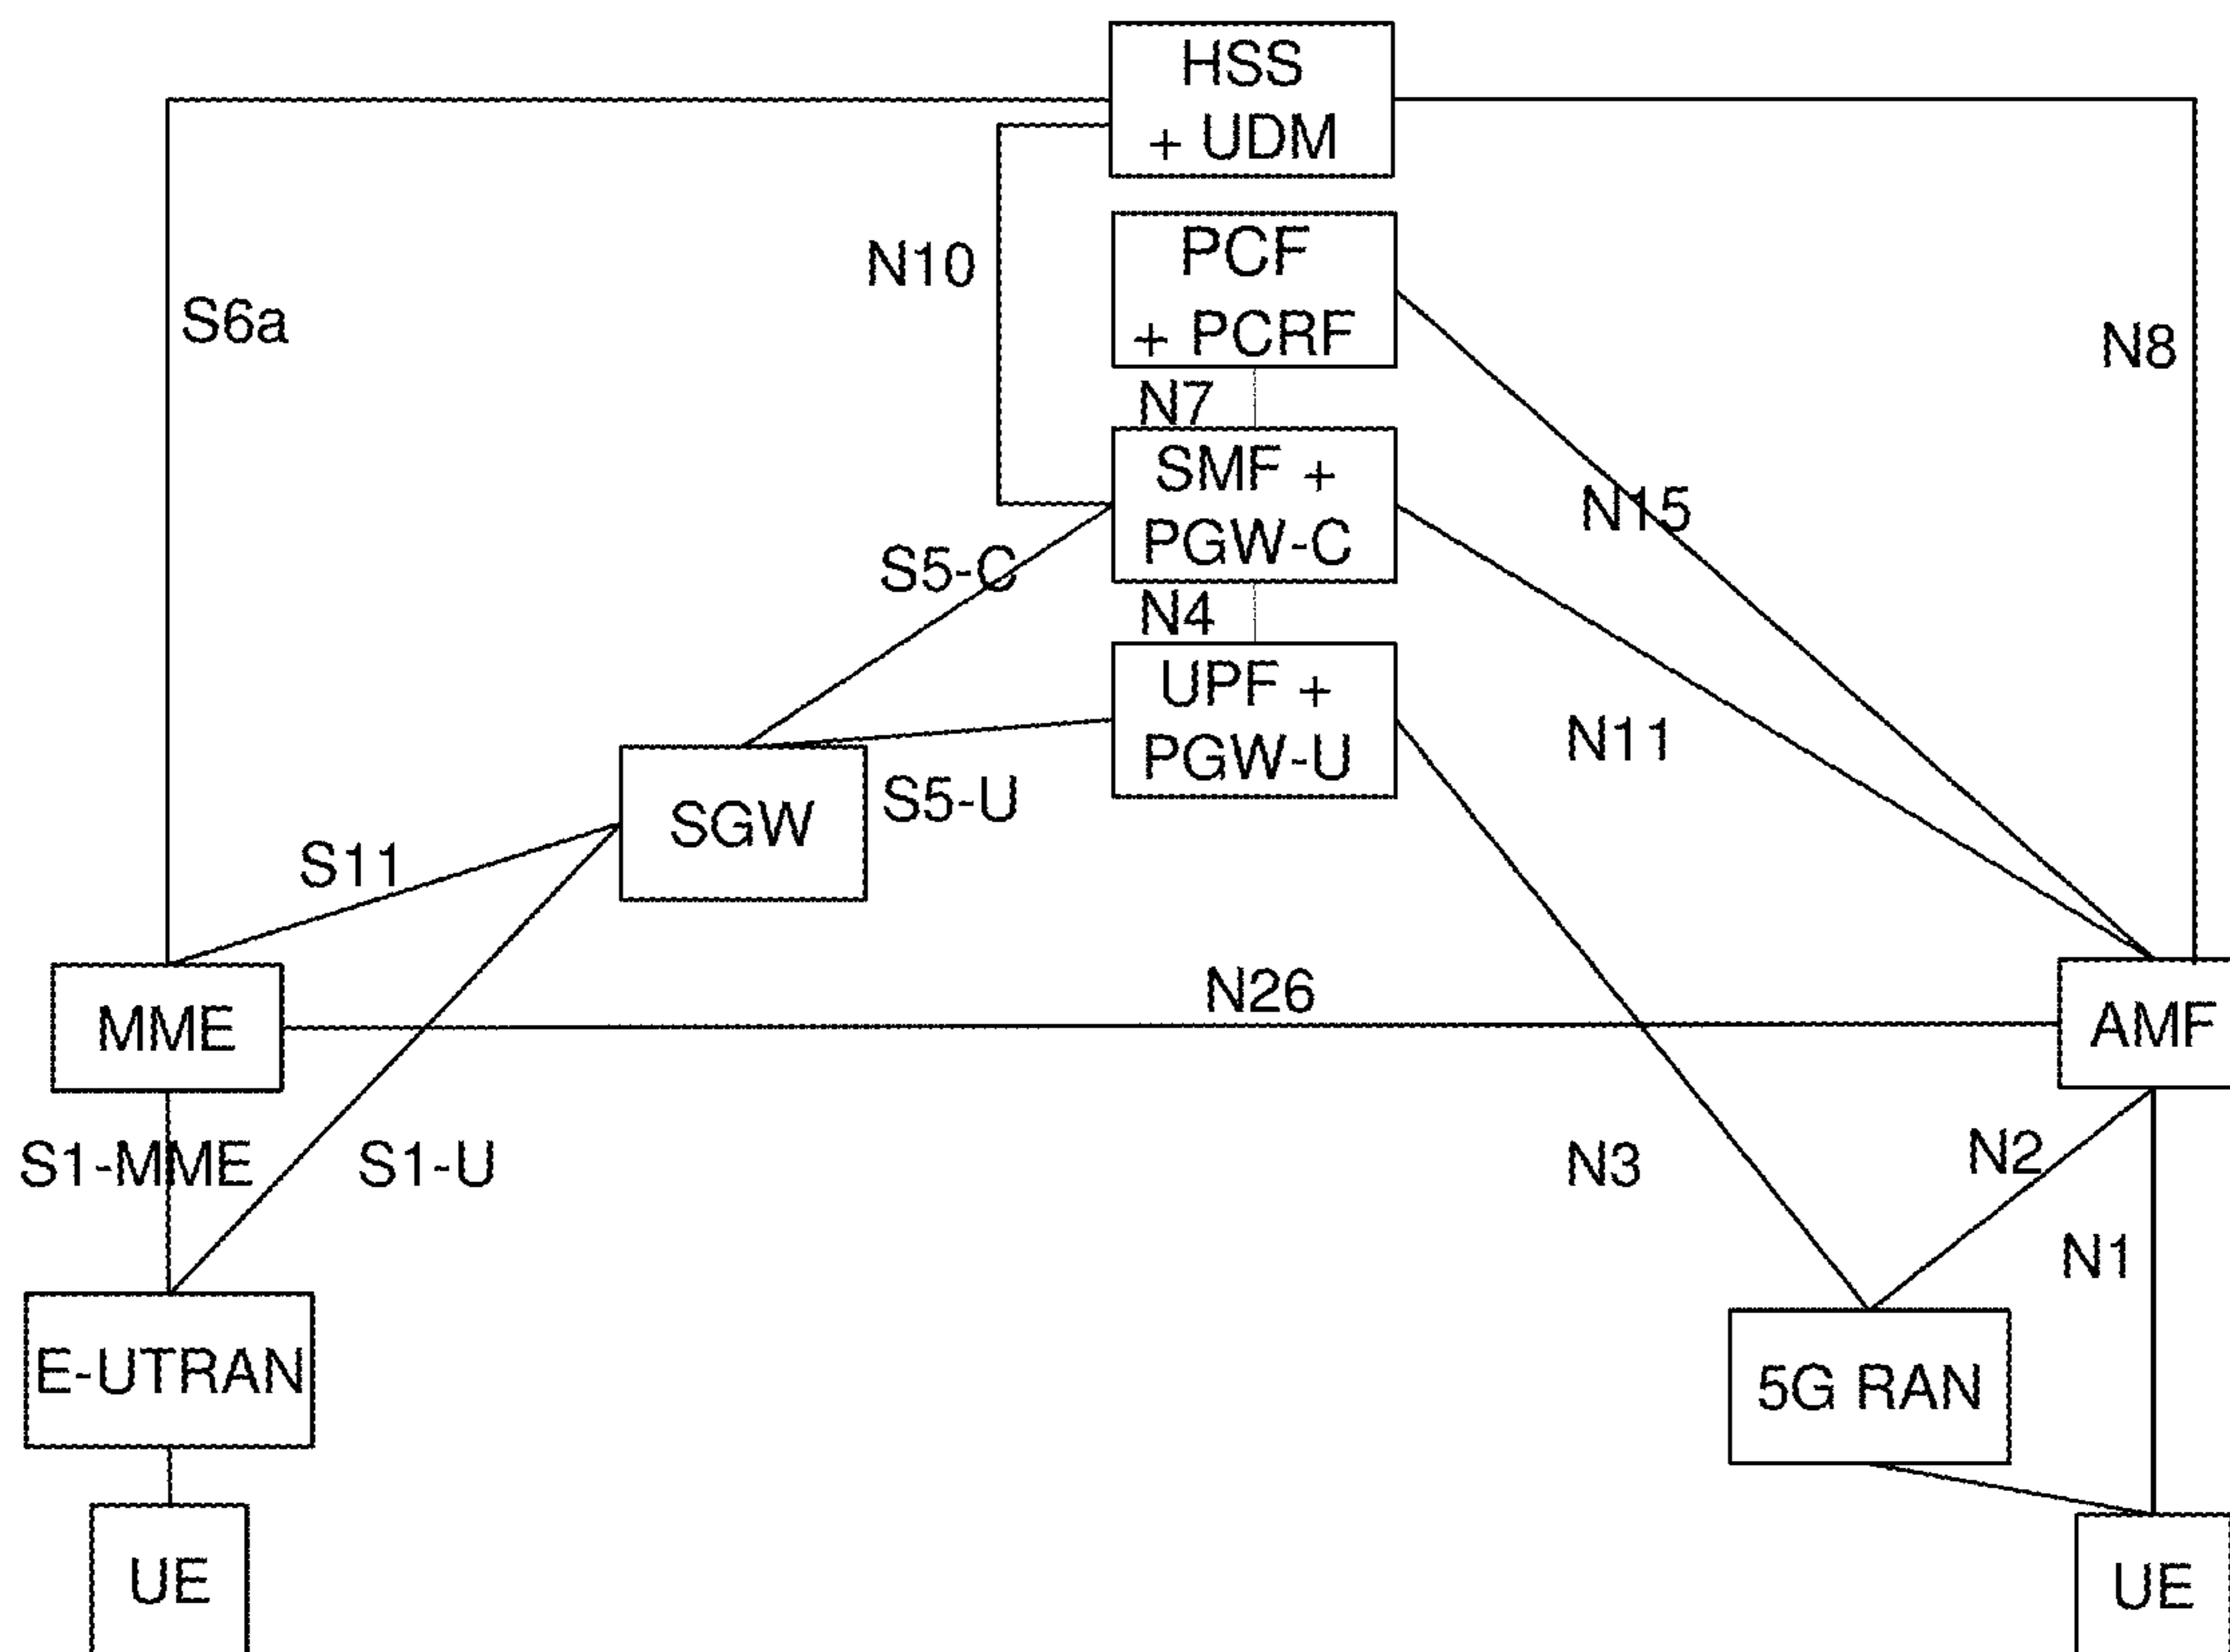 HSS
+ UDM
PCF
+ PCRF
N10
S6a
N8
N7
SMF +
PGW-C
N15
S5-C
N4
UPF +
PGW-U
N11
S5-U
SGW
S11
N26
MME
AMF
S1-MME
S1-U
N3
N2
N1
E-UTRAN
5G RAN
UE
UE